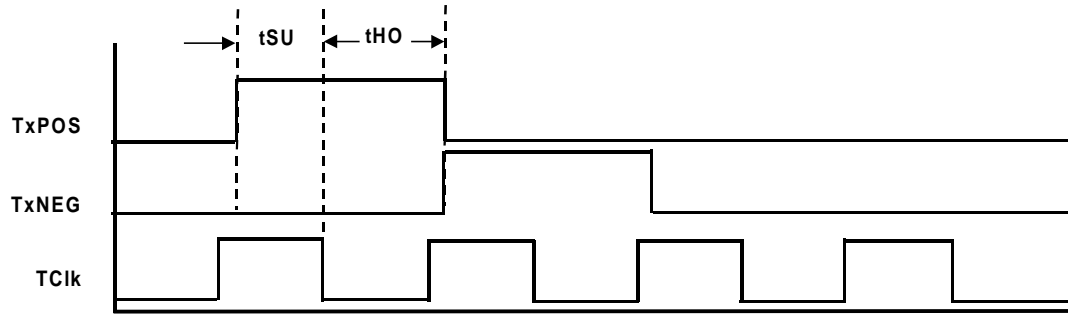 tSU
tHO
TxPOS
TxNEG
TClk